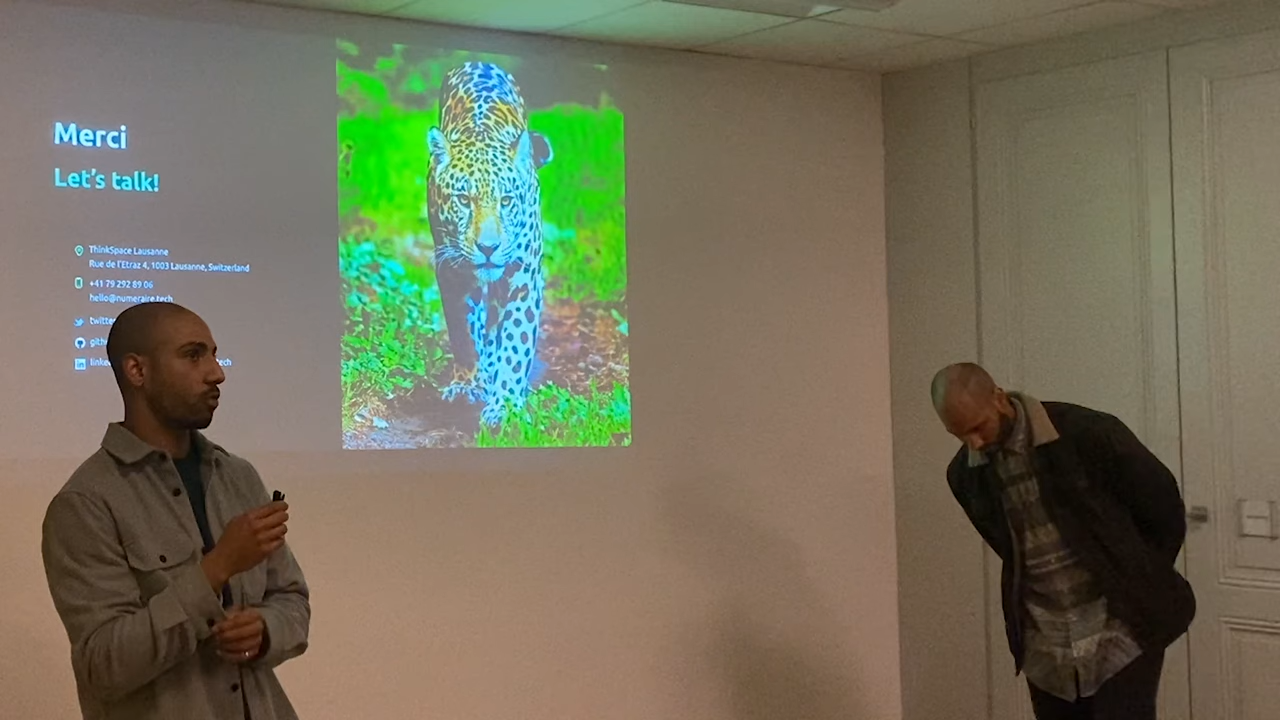 Merci
Let's talk!
ThinkSpace Lausanne
Rue de l'Etraz 4, 1003 Lausanne, Switzerland
+41 79 292 89 06
hello@numeraire.tech